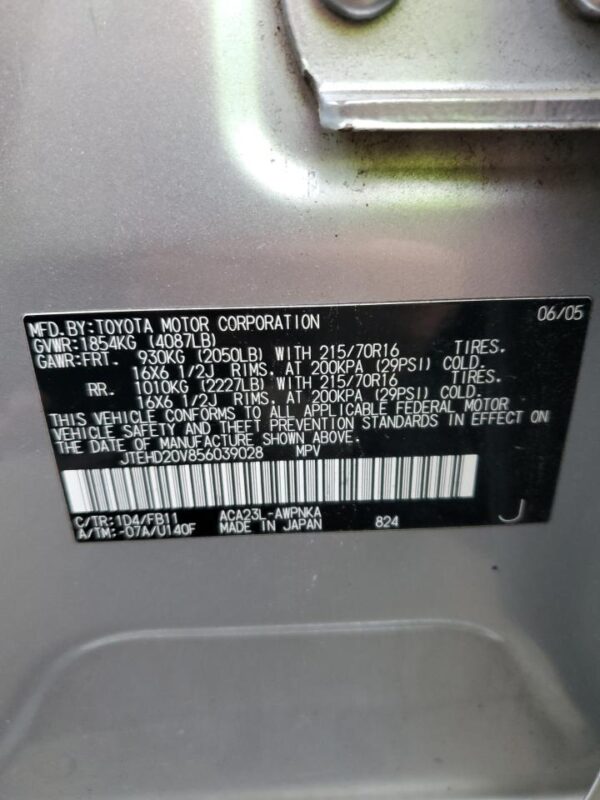 MFD.BY:TOYOTA MOTOR CORPORATION 06/05
GVWR:1854KG (4087LB)
GAWR:FRT. 930KG (2050LB) WITH 215/70R16 TIRES.
16X6 1/2J RIMS. AT 200KPA (29PSI) COLD.
RR. 1010KG (2227LB) WITH 215/70R16 TIRES.
16X6 1/2J RIMS. AT 200KPA (29PSI) COLD.
THIS VEHICLE CONFORMS TO ALL APPLICABLE FEDERAL MOTOR
VEHICLE SAFETY AND THEFT PREVENTION STANDARDS IN EFFECT ON
THE DATE OF MANUFACTURE SHOWN ABOVE.
JTEHD20V856039028 MPV
C/TR:1D4/FB11 ACA23L-AWPNKA J
A/TM:-07A/U140F MADE IN JAPAN 824